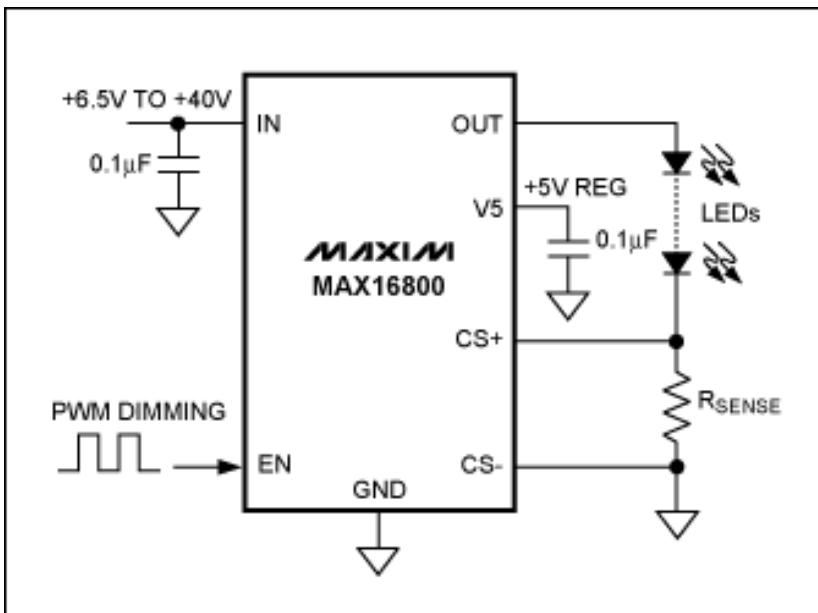 +6.5V TO +40V
IN
OUT
0.1µF
+5V REG
V5
LEDs
0.1µF
MAXIM
MAX16800
CS+
RSENSE
PWM DIMMING
EN
CS-
GND